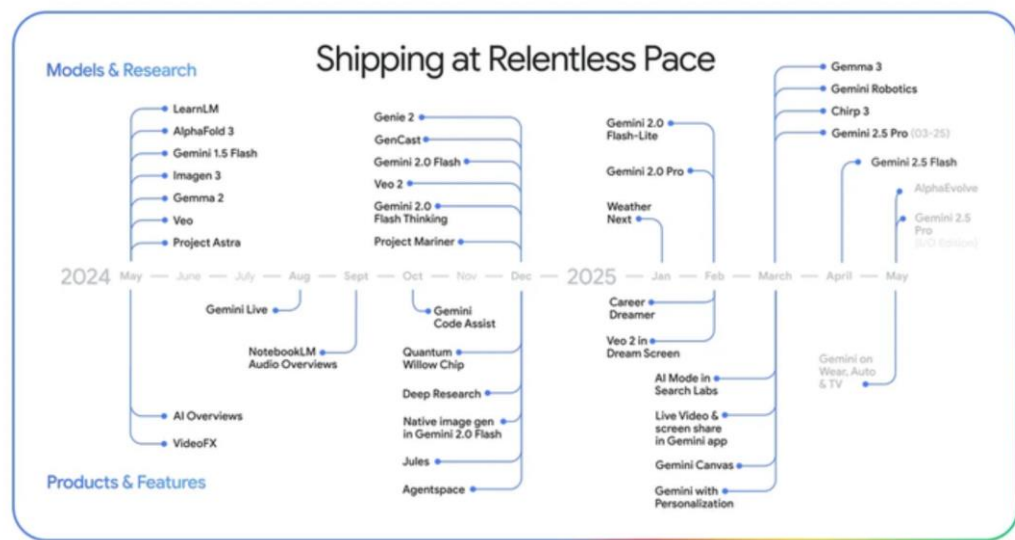 Shipping at Relentless Pace
Models & Research
LearnLM
AlphaFold 3
Gemini 1.5 Flash
Imagen 3
Gemma 2
Veo
Project Astra
Genie 2
GenCast
Gemini 2.0 Flash
Veo 2
Gemini 2.0
Flash Thinking
Project Mariner
Gemini 2.0
Flash-Lite
Gemini 2.0 Pro
Weather
Next
Gemma 3
Gemini Robotics
Chirp 3
Gemini 2.5 Pro (03-25)
Gemini 2.5 Flash
AlphaEvolve
Gemini 2.5
Pro
(I/O Edition)
2024 May June July Aug Sept Oct Nov Dec 2025 Jan Feb March April May
Gemini Live
NotebookLM
Audio Overviews
AI Overviews
VideoFX
Gemini
Code Assist
Quantum
Willow Chip
Deep Research
Native image gen
in Gemini 2.0 Flash
Jules
Agentspace
Career
Dreamer
Veo 2 in
Dream Screen
AI Mode in
Search Labs
Live Video &
screen share
in Gemini app
Gemini Canvas
Gemini with
Personalization
Gemini on
Wear, Auto
& TV
Products & Features